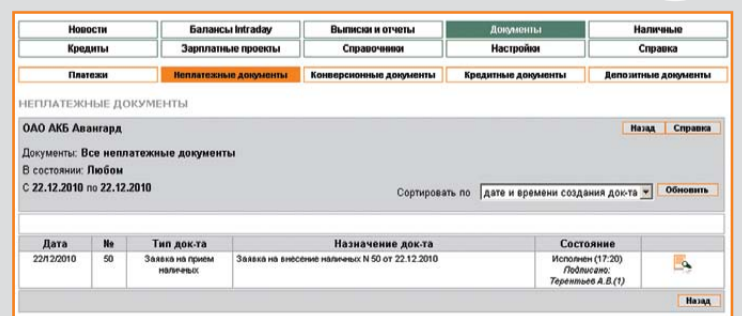 Новости Балансы Intraday Выписки и отчеты Документы Наличные
Кредиты Зарплатные проекты Справочники Настройки Справка
Платежи Неплатежные документы Конверсионные документы Кредитные документы Депозитные документы
НЕПЛАТЕЖНЫЕ ДОКУМЕНТЫ
ОАО АКБ Авангард Назад Справка
Документы: Все неплатежные документы
В состоянии: Любом
С 22.12.2010 по 22.12.2010 Сортировать по дате и времени создания док-та Обновить
Дата № Тип док-та Назначение док-та Состояние
22/12/2010 50 Заявка на прием Заявка на внесение наличных N 50 от 22.12.2010 Исполнен (17:20)
наличных Подписано:
Терентьев А.В.(1)
Назад